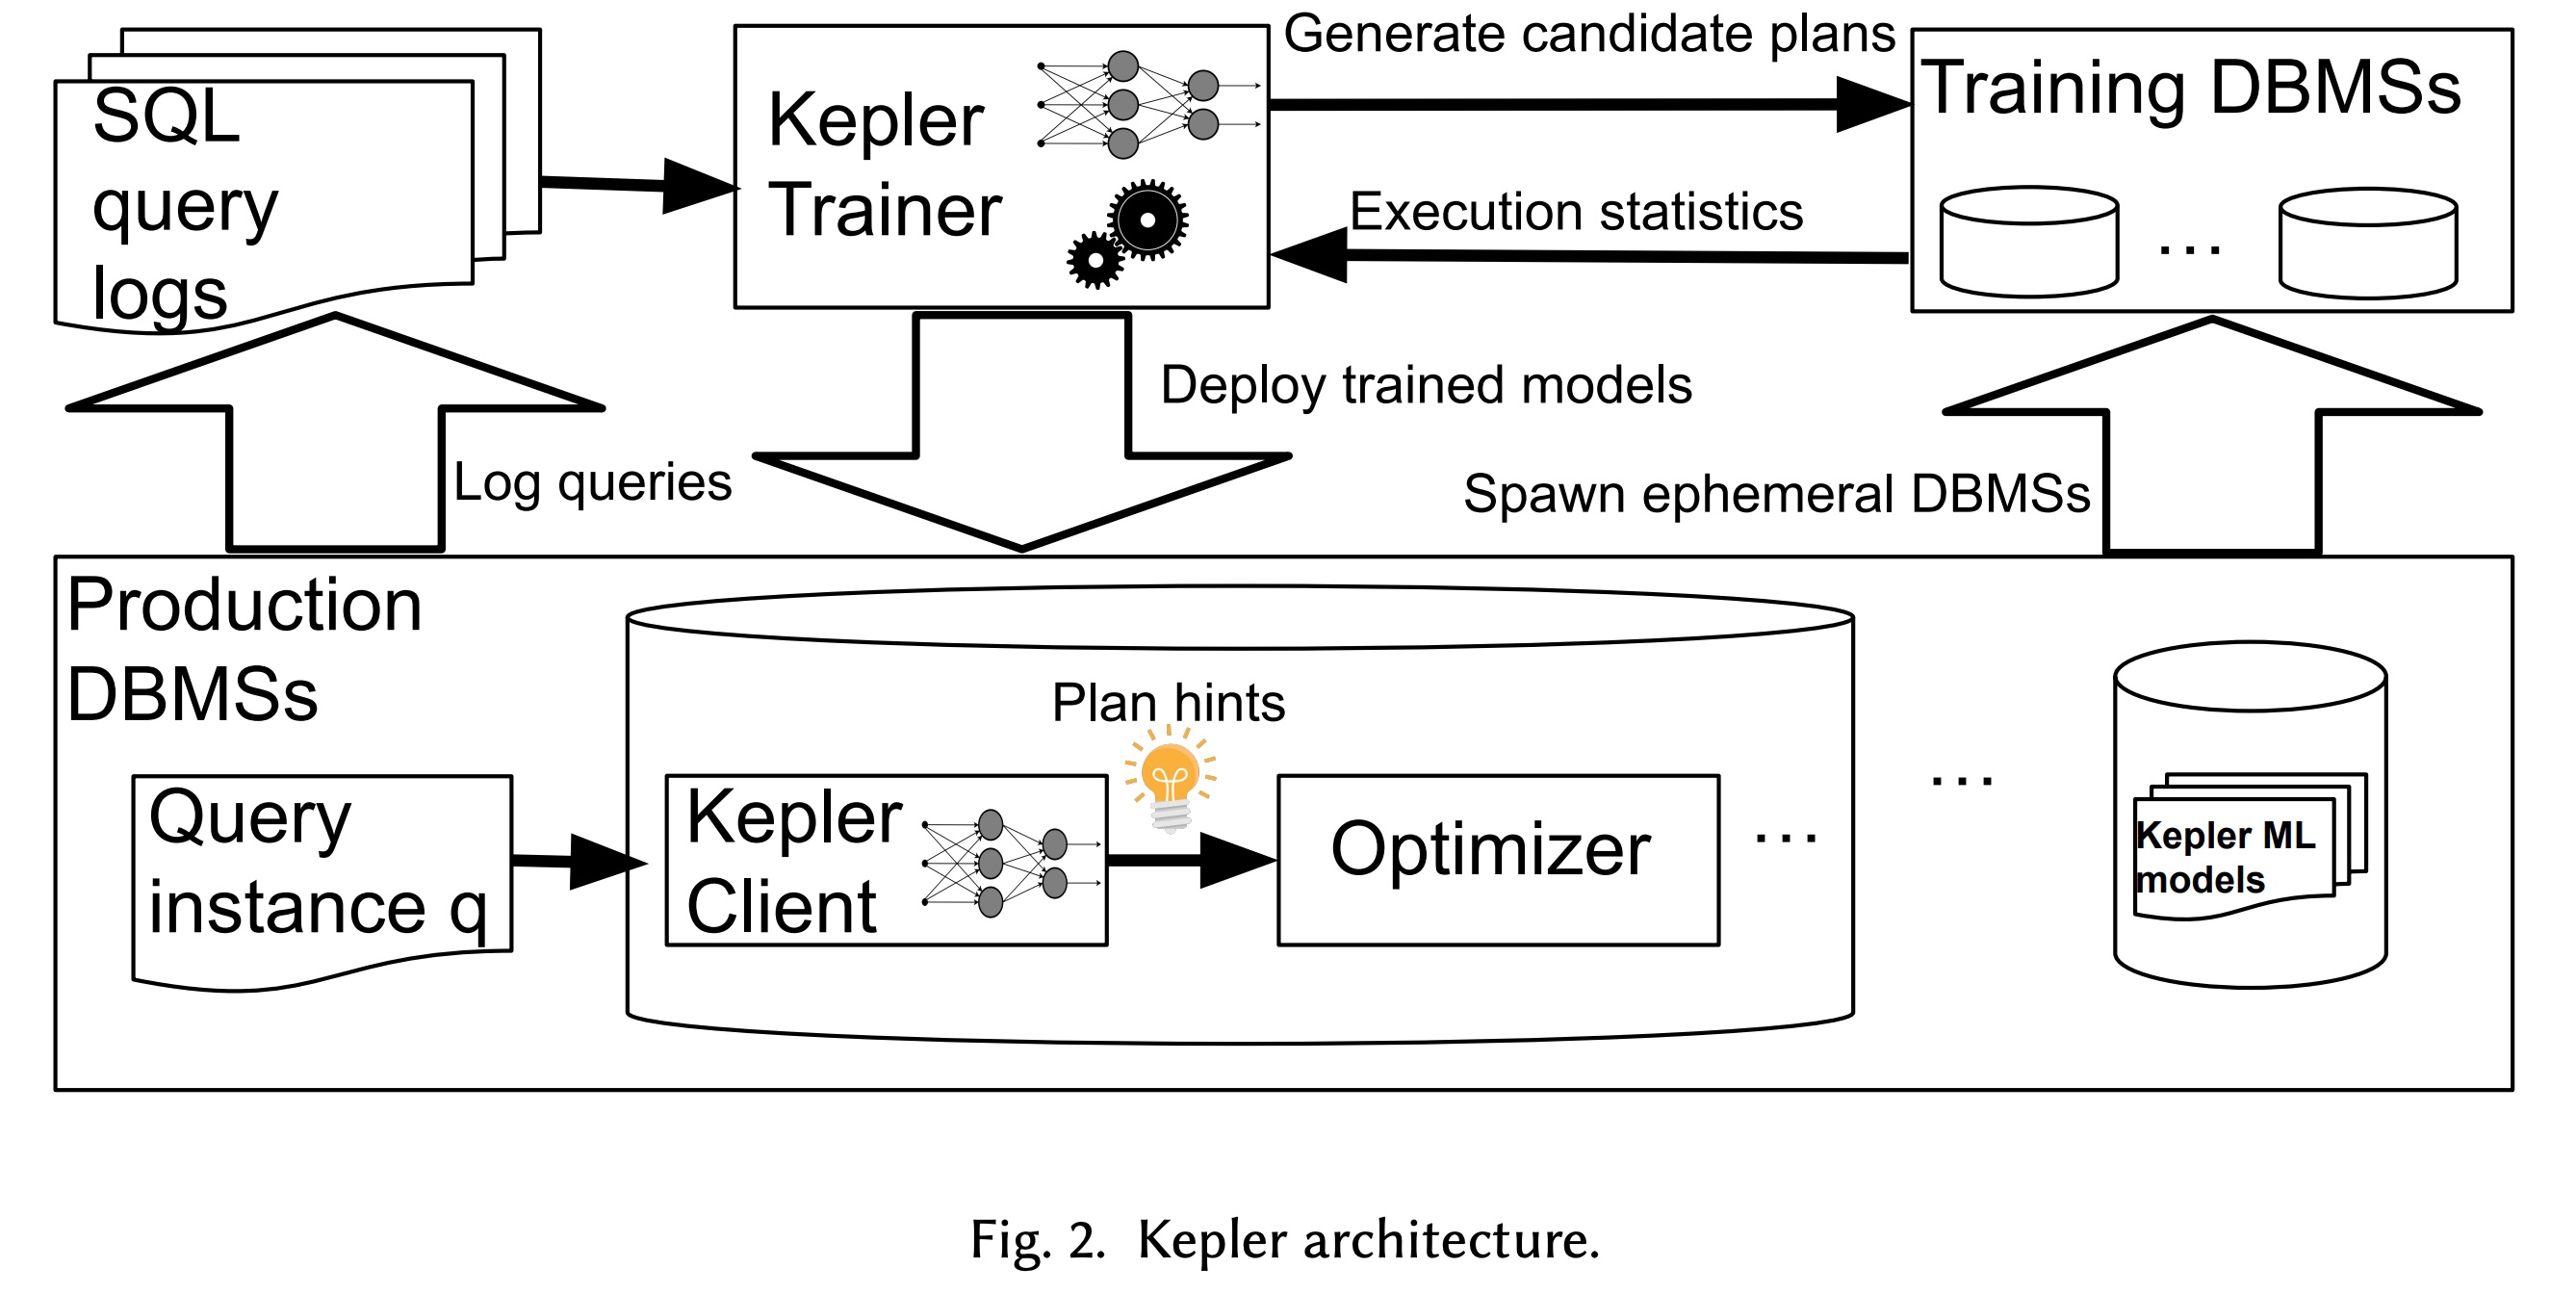 SQL
query
logs
Kepler
Trainer
Generate candidate plans
Execution statistics
Training DBMSs
...
Log queries
Deploy trained models
Spawn ephemeral DBMSs
Production
DBMSs
Query
instance q
Plan hints
Kepler
Client
Optimizer
...
...
Kepler ML
models
Fig. 2. Kepler architecture.